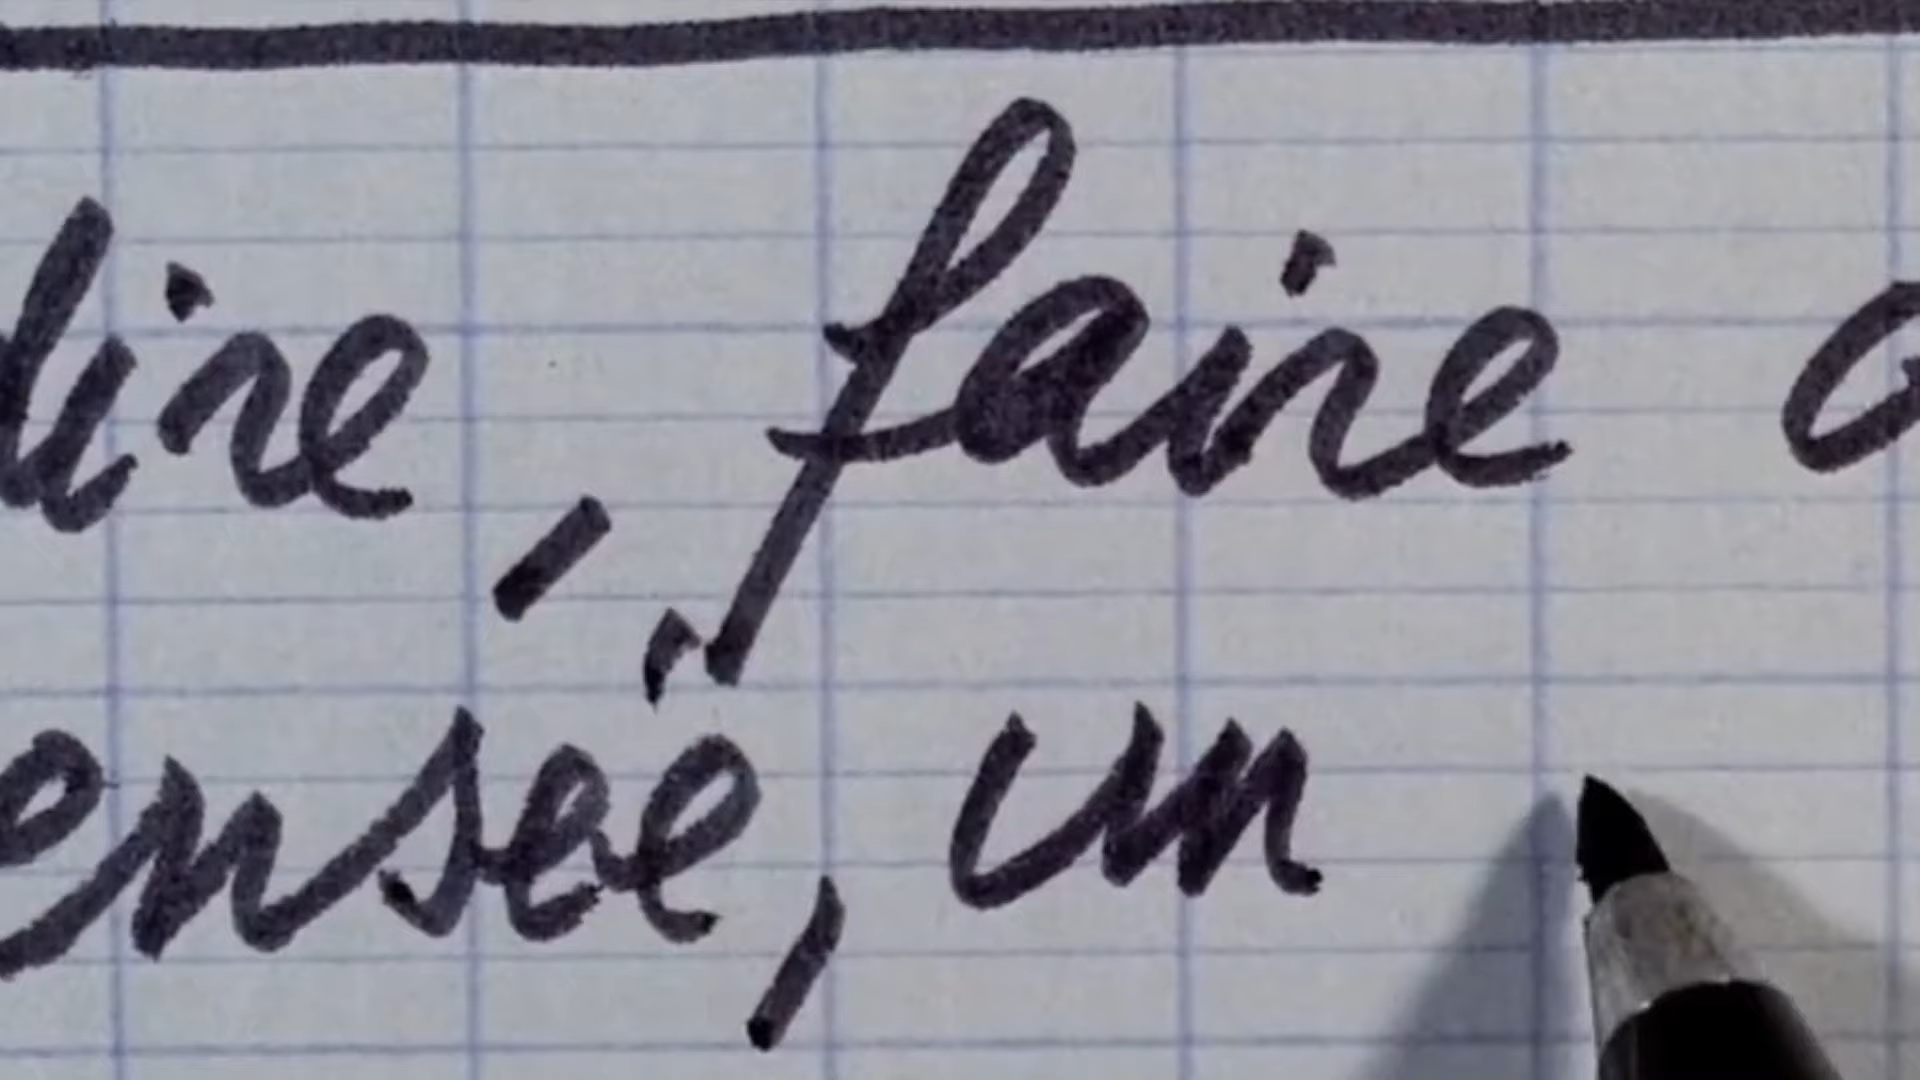 dire, faire
ensée, un